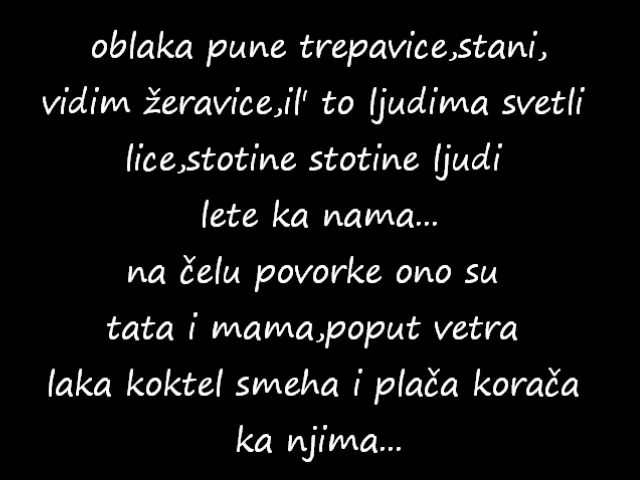 oblaka pune trepavice,stani,
vidim žeravice,il' to ljudima svetli
lice,stotine stotine ljudi
lete ka nama...
na čelu povorke ono su
tata i mama,poput vetra
laka koktel smeha i plača korača
ka njima...